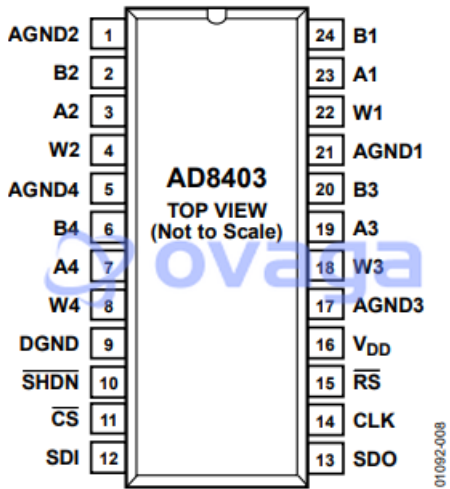 AGND2 1 24 B1
B2 2 23 A1
A2 3 22 W1
W2 4 21 AGND1
AGND4 5 20 B3
B4 6 19 A3
A4 7 18 W3
W4 8 17 AGND3
DGND 9 16 VDD
SHDN 10 15 RS
CS 11 14 CLK
SDI 12 13 SDO
AD8403
TOP VIEW
(Not to Scale)
ovaga
01092-008